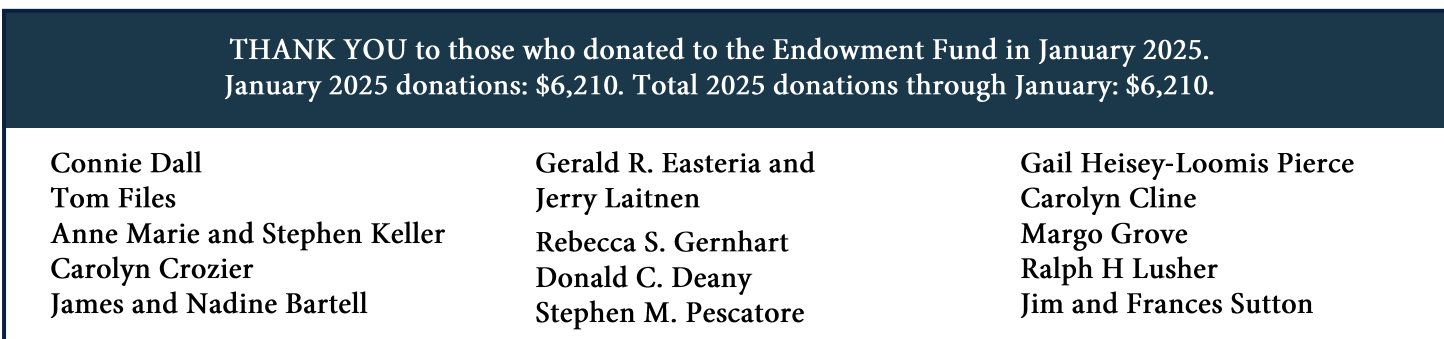 THANK YOU to those who donated to the Endowment Fund in January 2025.
January 2025 donations: $6,210. Total 2025 donations through January: $6,210.
Connie Dall
Tom Files
Anne Marie and Stephen Keller
Carolyn Crozier
James and Nadine Bartell
Gerald R. Easteria and
Jerry Laitnen
Rebecca S. Gernhart
Donald C. Deany
Stephen M. Pescatore
Gail Heisey-Loomis Pierce
Carolyn Cline
Margo Grove
Ralph H Lusher
Jim and Frances Sutton